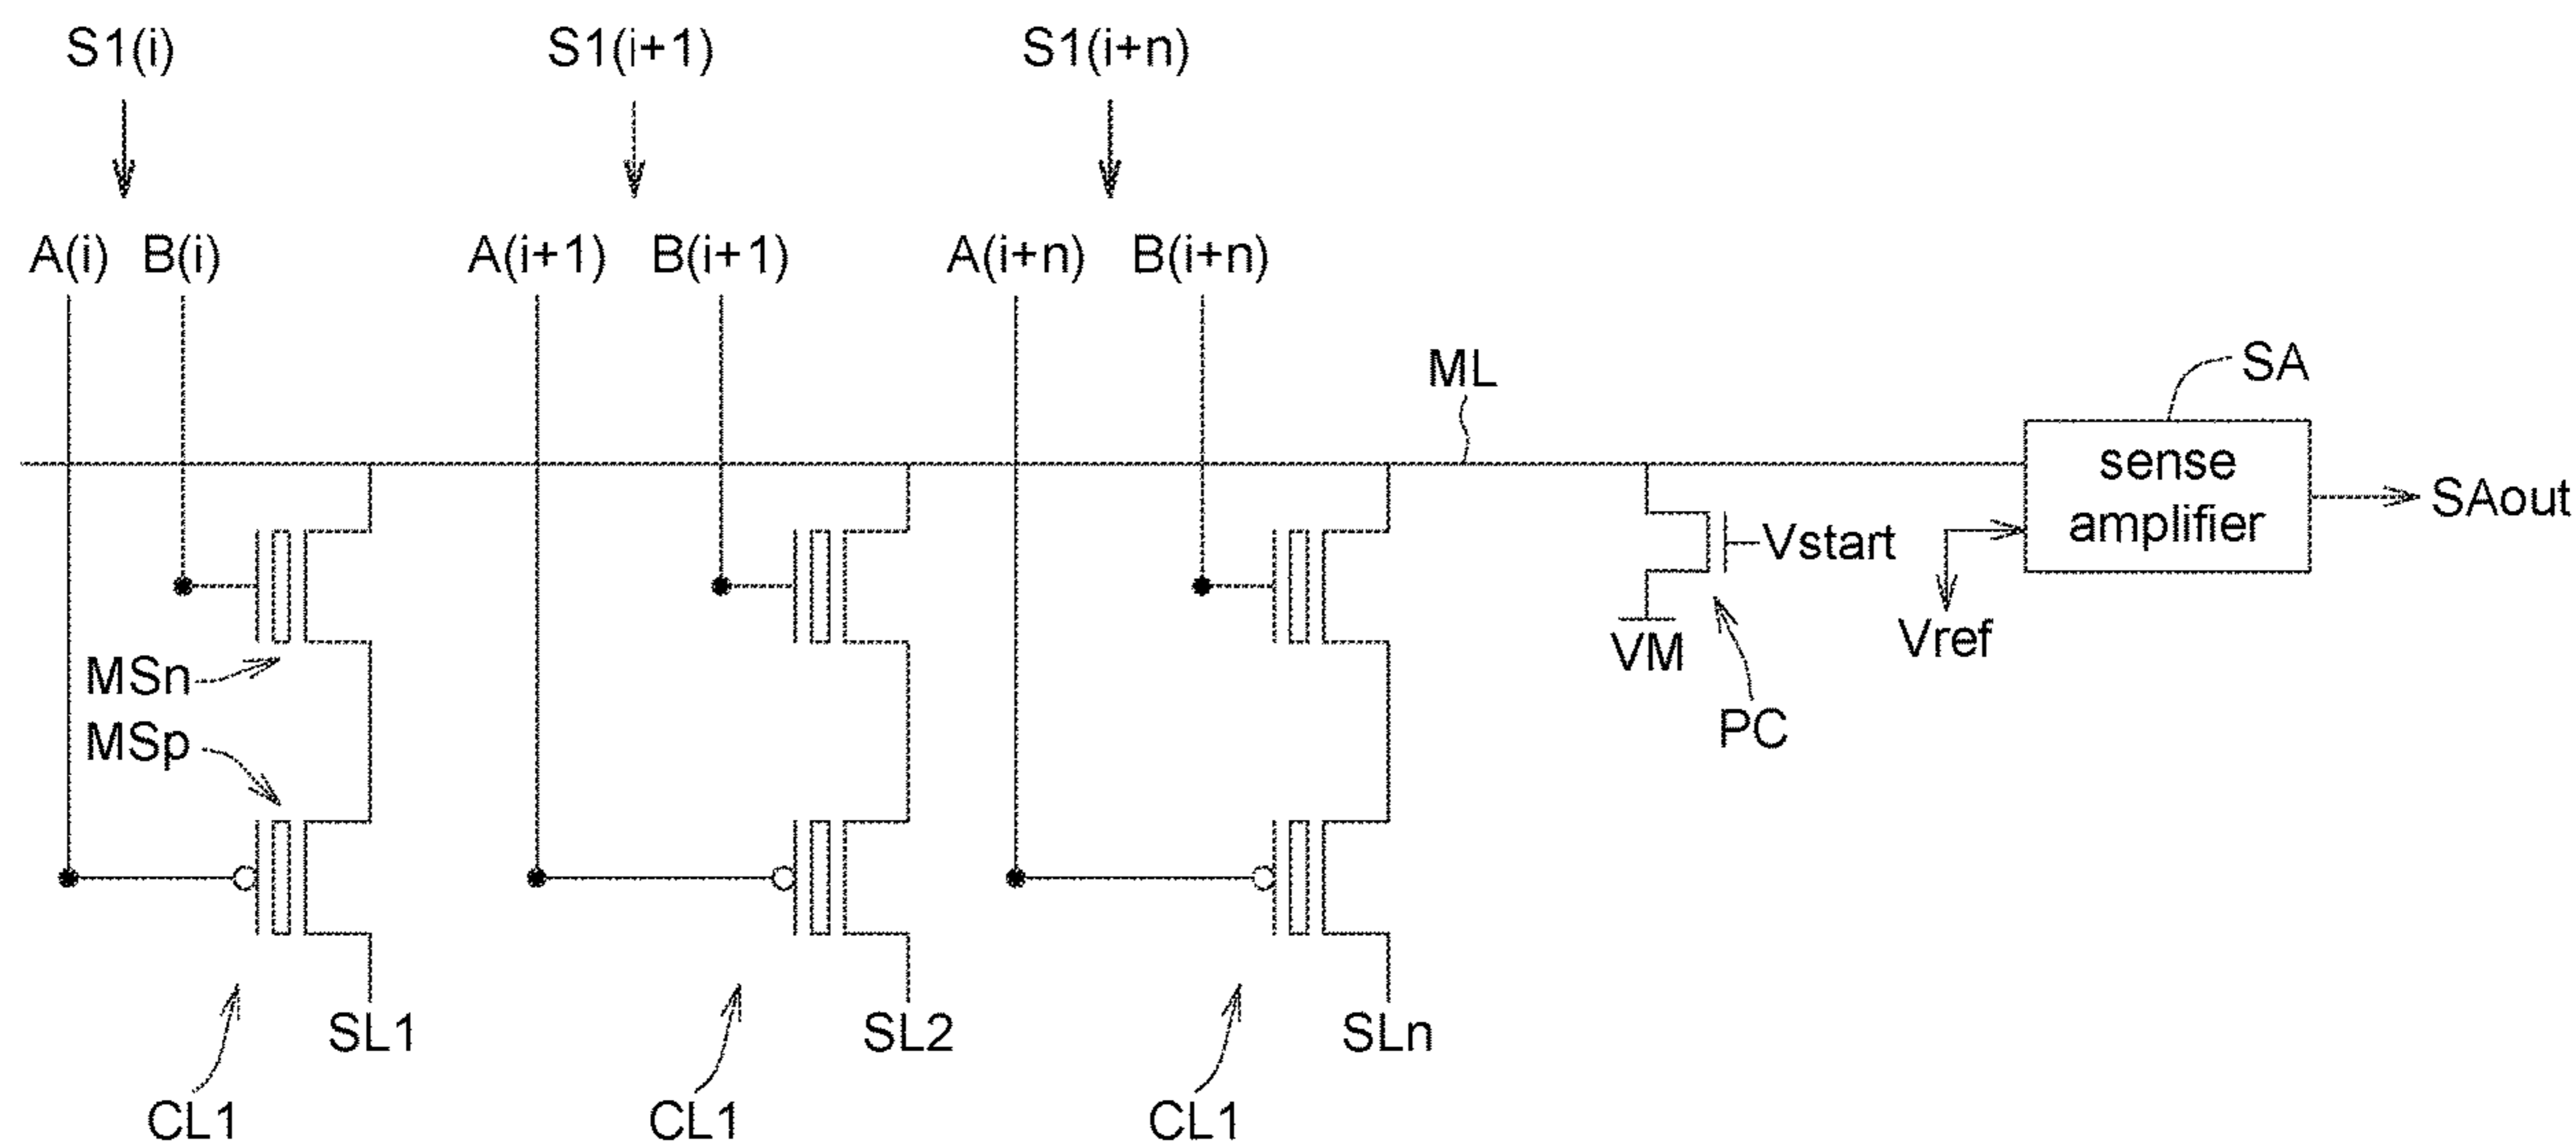 S1(i) S1(i+1) S1(i+n)
A(i) B(i) A(i+1) B(i+1) A(i+n) B(i+n)
ML
SA
sense
amplifier
SAout
Vstart
Vref
VM
PC
MSn
MSp
SL1 SL2 SLn
CL1 CL1 CL1